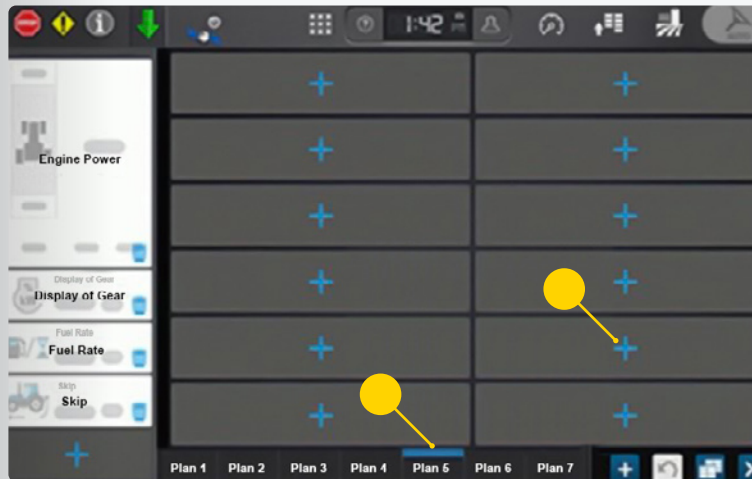 1:42
Engine Power
Display of Gear
Display of Gear
Fuel Rate
Fuel Rate
Skip
Skip
Plan 1 Plan 2 Plan 3 Plan 4 Plan 5 Plan 6 Plan 7